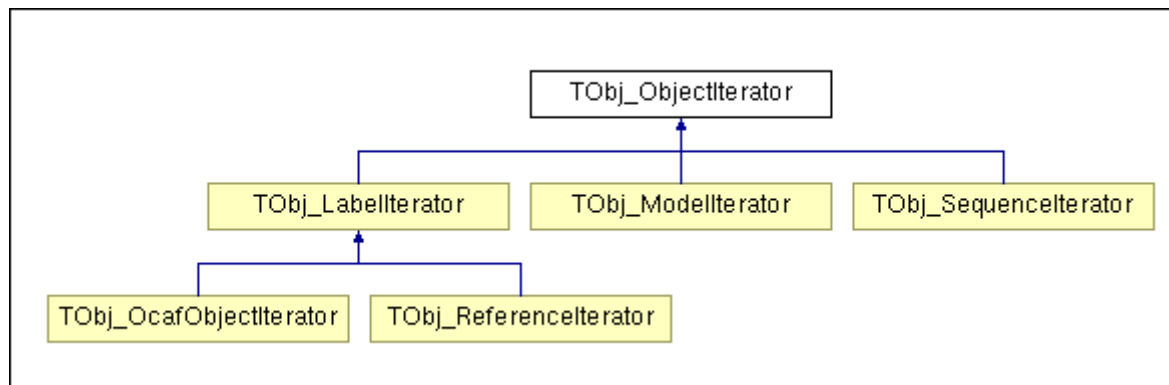 TObj_ObjectIterator
TObj_LabelIterator
TObj_ModelIterator
TObj_SequenceIterator
TObj_OcafObjectIterator
TObj_ReferenceIterator